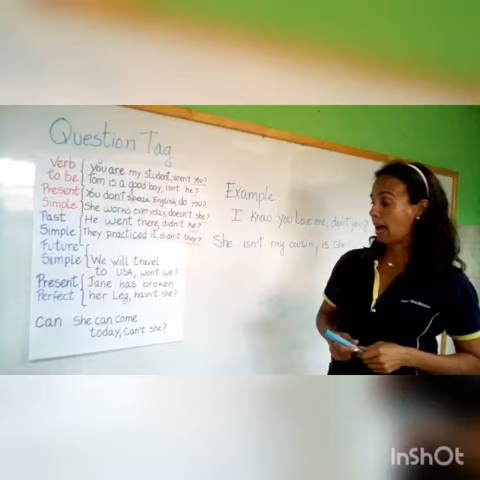 Question Tag
Verb to be
you are my student, aren't you?
Tom is a good boy, isn't he?
Present Simple
You don't speak English, do you?
She works everyday, doesn't she?
Past Simple
He went there, didn't he?
They practiced it didn't they?
Future Simple
We will travel
to USA, won't we?
Present Perfect
Jane has broken
her Leg, hasn't she?
can she can come
today, can't she?
Example
I know you love me, don't you?
She isn't my cousin, is she
InShOt